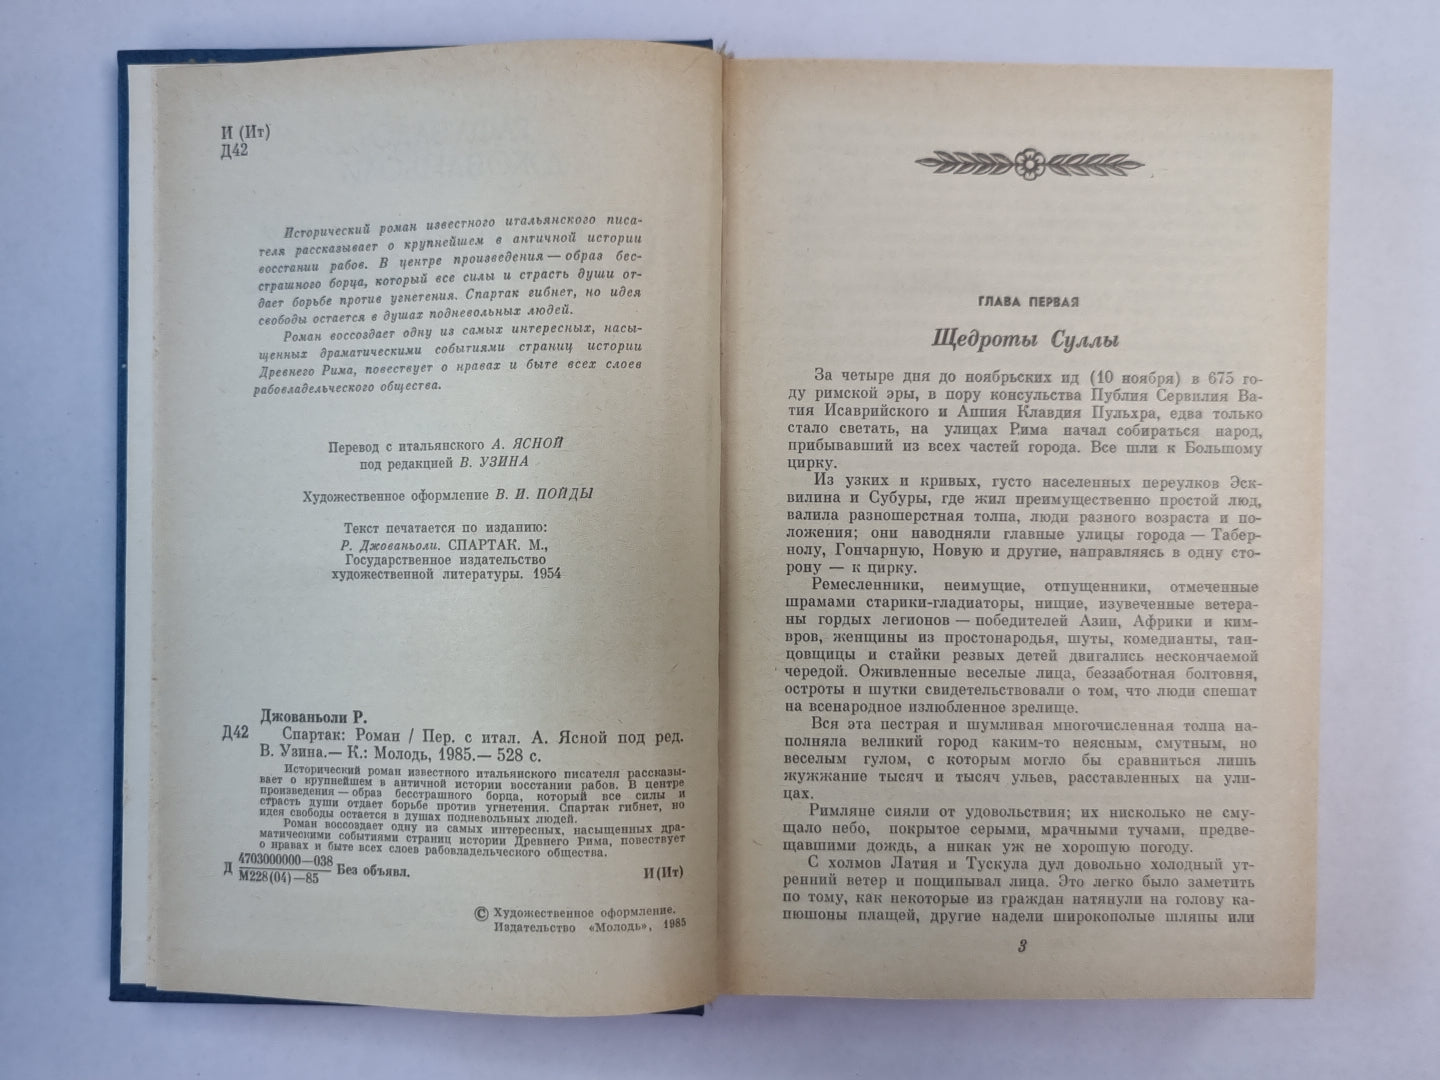 И (Ит)
Д42
Исторический роман известного итальянского писа-
теля рассказывает о крупнейшем в античной истории
восстании рабов. В центре произведения — образ бес-
страшного борца, который все силы и страсть души от-
дает борьбе против угнетения. Спартак гибнет, но идея
свободы остается в душах подневольных людей.
Роман воссоздает одну из самых интересных, насы-
щенных драматическими событиями страниц истории
Древнего Рима, повествует о нравах и быте всех слоев
рабовладельческого общества.
Перевод с итальянского А. ЯСНОЙ
под редакцией В. УЗИНА
Художественное оформление В. И. ПОЙДЫ
Текст печатается по изданию:
Р. Джованьоли. СПАРТАК. М.,
Государственное издательство
художественной литературы. 1954
Джованьоли Р.
Д42 Спартак: Роман / Пер. с итал. А. Ясной под ред.
В. Узина.— К.: Молодь, 1985.— 528 с.
Исторический роман известного итальянского писателя рассказы-
вает о крупнейшем в античной истории восстании рабов. В центре
произведения — образ бесстрашного борца, который все силы и
страсть души отдает борьбе против угнетения. Спартак гибнет, но
идея свободы остается в душах подневольных людей.
Роман воссоздает одну из самых интересных, насыщенных дра-
матическими событиями страниц истории Древнего Рима, повествует
о нравах и быте всех слоев рабовладельческого общества.
Д 4703000000—038 Без объявл. И(Ит)
М228(04)—85
© Художественное оформление.
Издательство «Молодь», 1985
ГЛАВА ПЕРВАЯ
Щедроты Суллы
За четыре дня до ноябрьских ид (10 ноября) в 675 го-
ду римской эры, в пору консульства Публия Сервилия Ва-
тия Исаврийского и Аппия Клавдия Пульхра, едва только
стало светать, на улицах Рима начал собираться народ,
прибывавший из всех частей города. Все шли к Большому
цирку.
Из узких и кривых, густо населенных переулков Эск-
вилина и Субуры, где жил преимущественно простой люд,
валила разношерстная толпа, люди разного возраста и по-
ложения; они наводняли главные улицы города — Табер-
нолу, Гончарную, Новую и другие, направляясь в одну сто-
рону — к цирку.
Ремесленники, неимущие, отпущенники, отмеченные
шрамами старики-гладиаторы, нищие, изувеченные ветера-
ны гордых легионов — победителей Азии, Африки и ким-
вров, женщины из простонародья, шуты, комедианты, тан-
цовщицы и стайки резвых детей двигались нескончаемой
чередой. Оживленные веселые лица, беззаботная болтовня,
остроты и шутки свидетельствовали о том, что люди спешат
на всенародное излюбленное зрелище.
Вся эта пестрая и шумливая многочисленная толпа на-
полняла великий город каким-то неясным, смутным, но
веселым гулом, с которым могло бы сравниться лишь
жужжание тысяч и тысяч ульев, расставленных на ули-
цах.
Римляне сияли от удовольствия; их нисколько не сму-
щало небо, покрытое серыми, мрачными тучами, предве-
щавшими дождь, а никак уж не хорошую погоду.
С холмов Латия и Тускула дул довольно холодный ут-
ренний ветер и пощипывал лица. Это легко было заметить
по тому, как некоторые из граждан натянули на голову ка-
пюшоны плащей, другие надели широкополые шляпы или
3